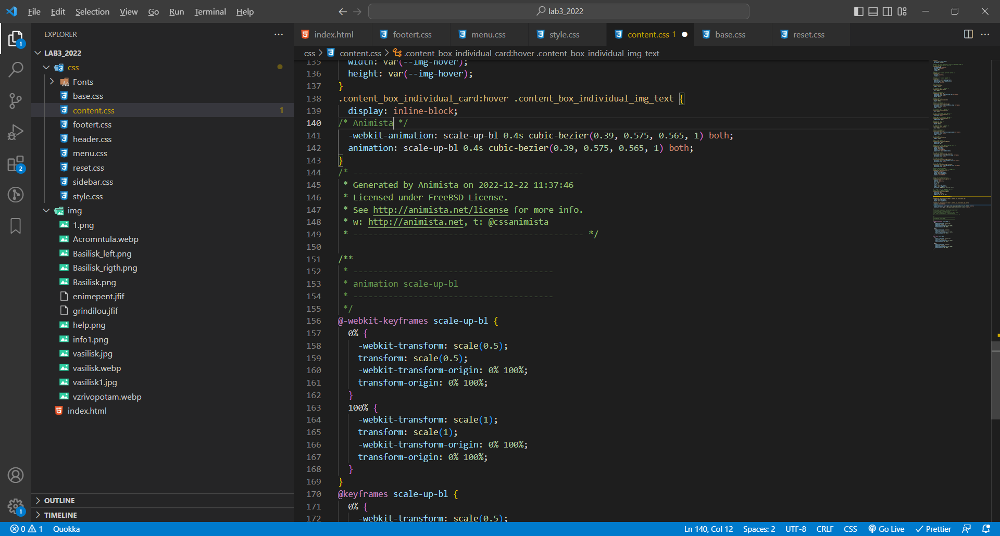 File Edit Selection View Go Run Terminal Help
lab3_2022
EXPLORER
LAB3_2022
css
Fonts
base.css
content.css 1
footert.css
header.css
menu.css
reset.css
sidebar.css
style.css
img
1.png
Acromntula.webp
Basilisk_left.png
Basilisk_rigth.png
Basilisk.png
enimepent.jfif
grindilou.jfif
help.png
info1.png
vasilisk.jpg
vasilisk.webp
vasilisk1.jpg
vzrivopotam.webp
index.html
OUTLINE
TIMELINE
1
2
1
index.html footert.css menu.css style.css content.css 1 base.css reset.css
css > content.css > .content_box_individual_card:hover .content_box_individual_img_text
135 width: var(--img-hover);
136 height: var(--img-hover);
137 }
138 .content_box_individual_card:hover .content_box_individual_img_text {
139 display: inline-block;
140 /* Animista */
141 -webkit-animation: scale-up-bl 0.4s cubic-bezier(0.39, 0.575, 0.565, 1) both;
142 animation: scale-up-bl 0.4s cubic-bezier(0.39, 0.575, 0.565, 1) both;
143 }
144 /* ----------------------------------------------
145 * Generated by Animista on 2022-12-22 11:37:46
146 * Licensed under FreeBSD License.
147 * See http://animista.net/license for more info.
148 * w: http://animista.net, t: @cssanimista
149 * ---------------------------------------------- */
150
151 /**
152 * ----------------------------------------
153 * animation scale-up-bl
154 * ----------------------------------------
155 */
156 @-webkit-keyframes scale-up-bl {
157 0% {
158 -webkit-transform: scale(0.5);
159 transform: scale(0.5);
160 -webkit-transform-origin: 0% 100%;
161 transform-origin: 0% 100%;
162 }
163 100% {
164 -webkit-transform: scale(1);
165 transform: scale(1);
166 -webkit-transform-origin: 0% 100%;
167 transform-origin: 0% 100%;
168 }
169 }
170 @keyframes scale-up-bl {
171 0% {
172 -webkit-transform: scale(0.5);
0 1 Quokka Ln 140, Col 12 Spaces: 2 UTF-8 CRLF CSS Go Live Prettier